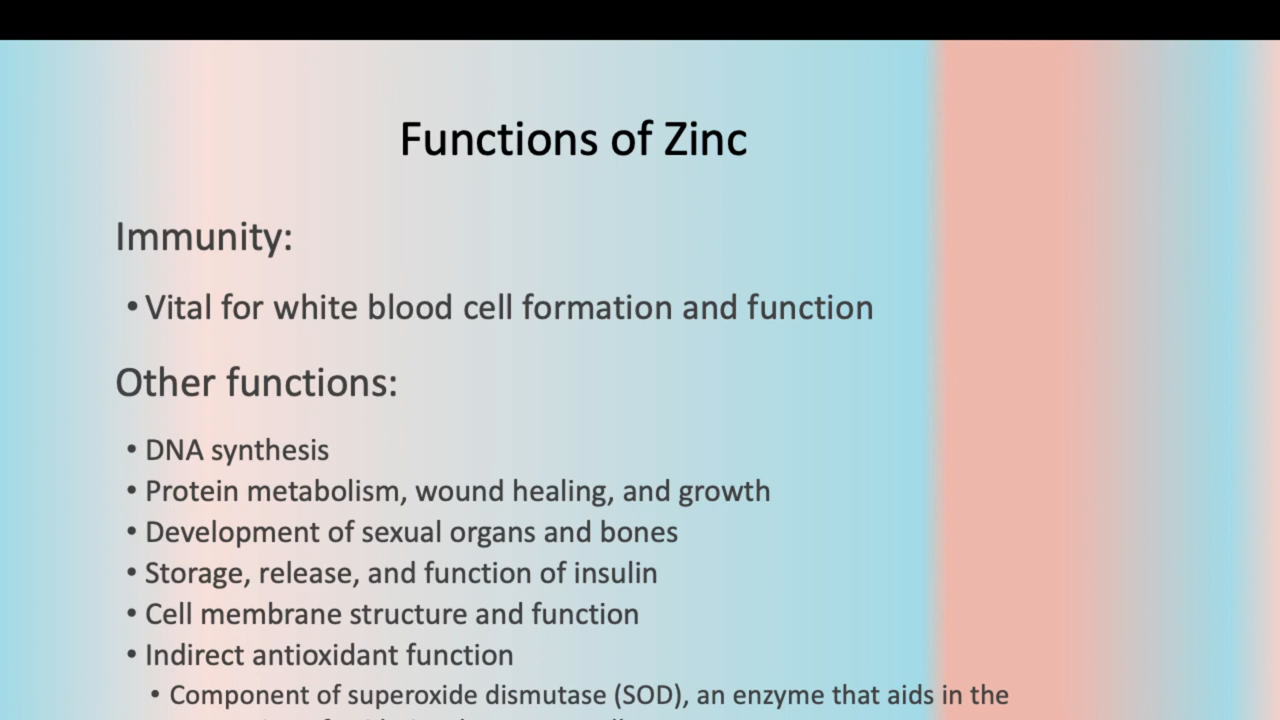 Functions of Zinc
Immunity:
• Vital for white blood cell formation and function
Other functions:
• DNA synthesis
• Protein metabolism, wound healing, and growth
• Development of sexual organs and bones
• Storage, release, and function of insulin
• Cell membrane structure and function
• Indirect antioxidant function
• Component of superoxide dismutase (SOD), an enzyme that aids in the